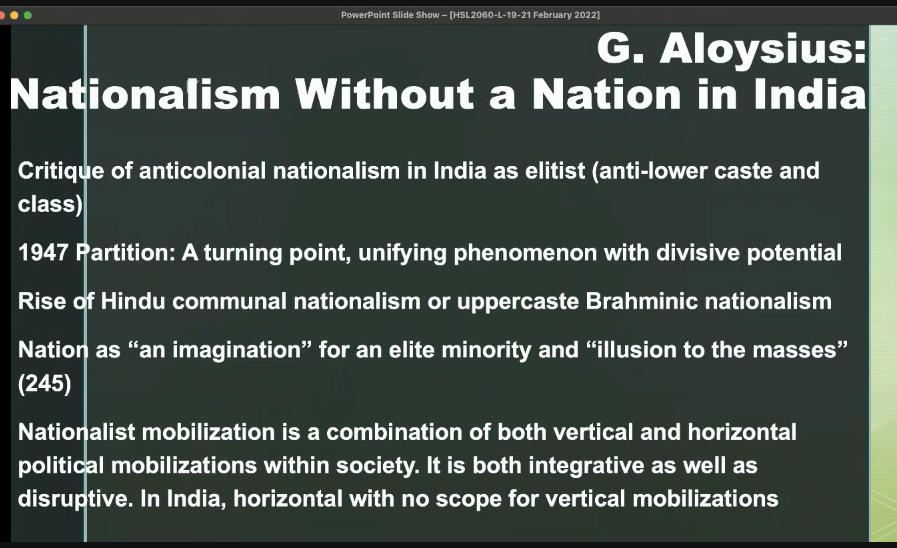 PowerPoint Slide Show – [HSL2060-L-19-21 February 2022]
G. Aloysius:
Nationalism Without a Nation in India
Critique of anticolonial nationalism in India as elitist (anti-lower caste and
class)
1947 Partition: A turning point, unifying phenomenon with divisive potential
Rise of Hindu communal nationalism or uppercaste Brahminic nationalism
Nation as “an imagination” for an elite minority and “illusion to the masses”
(245)
Nationalist mobilization is a combination of both vertical and horizontal
political mobilizations within society. It is both integrative as well as
disruptive. In India, horizontal with no scope for vertical mobilizations